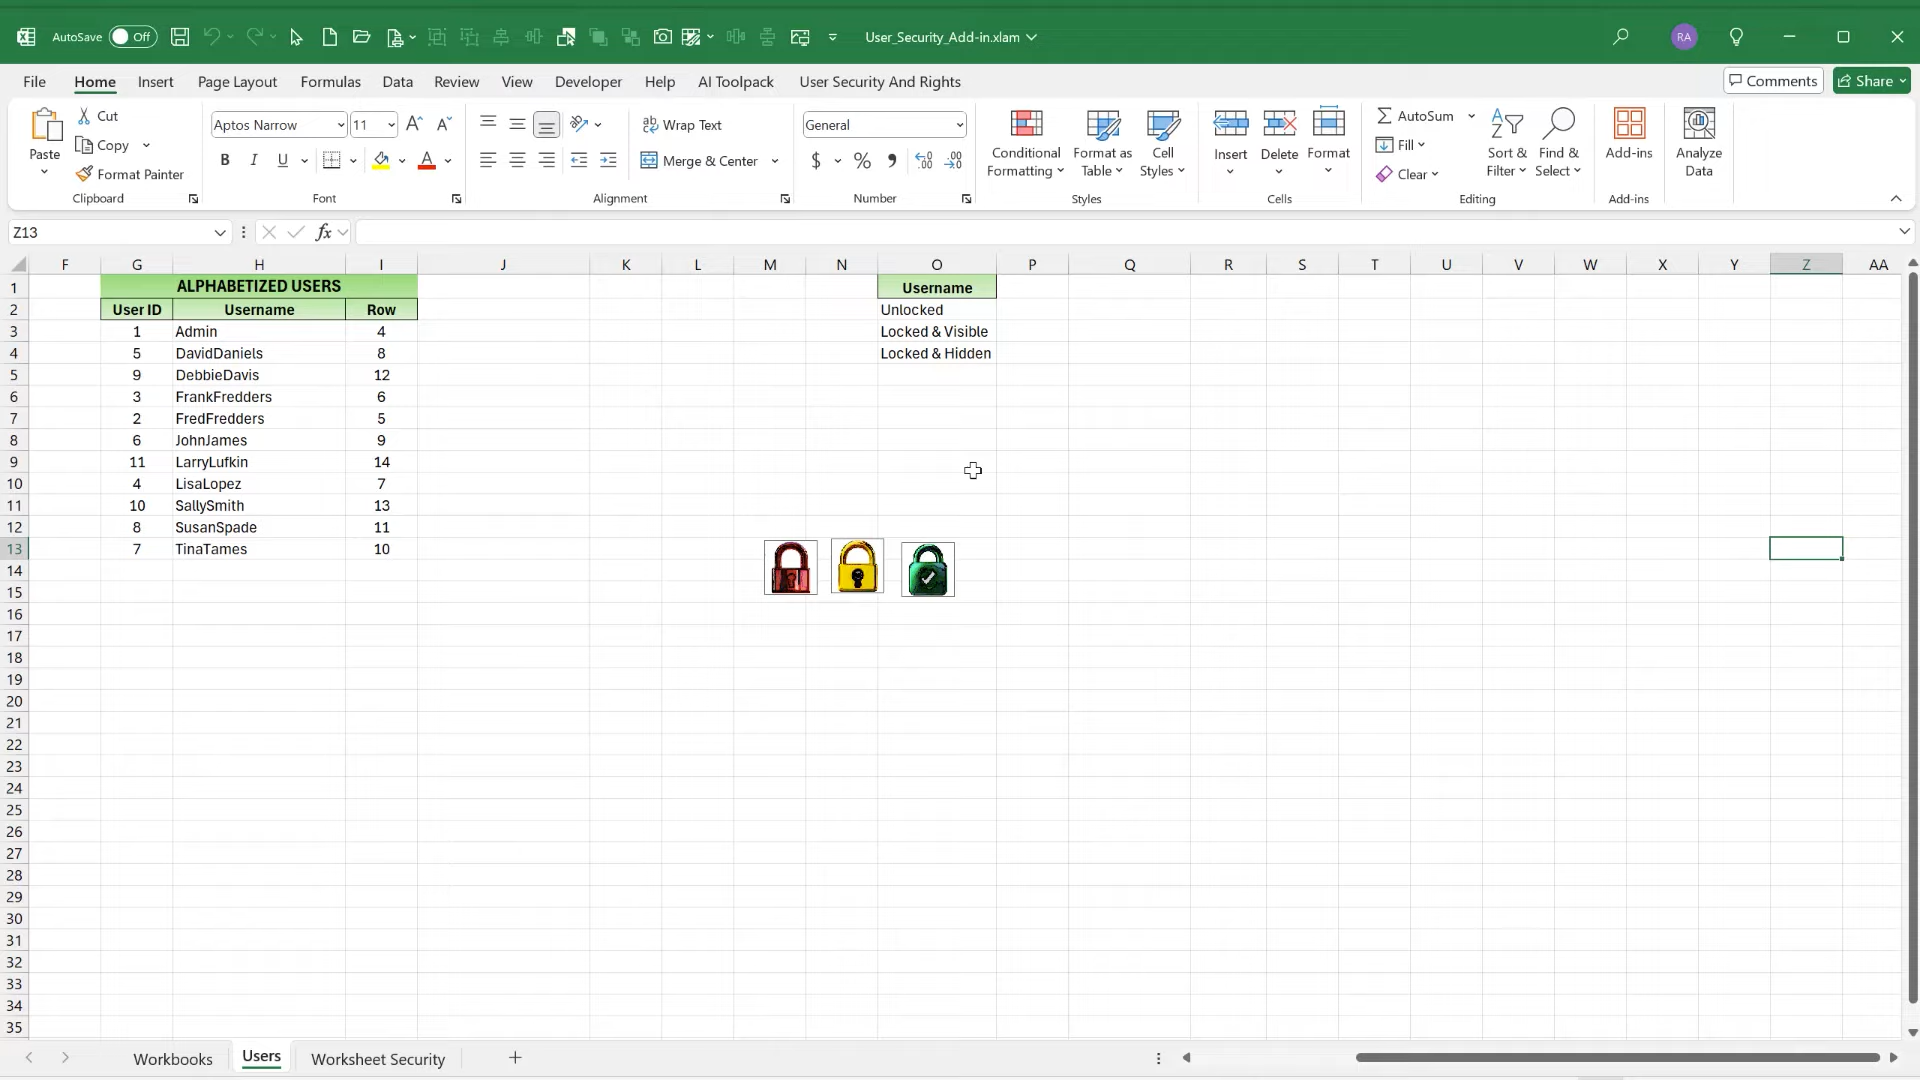 AutoSave Off User_Security_Add-in.xlam RA
File Home Insert Page Layout Formulas Data Review View Developer Help AI Toolpack User Security And Rights Comments Share
Paste Cut Copy Format Painter
Clipboard
Aptos Narrow 11
B I U A
Font
Wrap Text
Merge & Center
Alignment
General
$ % 9
Number
Conditional Formatting Format as Table Cell Styles
Styles
Insert Delete Format
Cells
AutoSum
Fill
Clear
Sort & Filter Find & Select
Editing
Add-ins
Add-ins
Analyze Data
Z13 fx
F G H I J K L M N O P Q R S T U V W X Y Z AA
1 ALPHABETIZED USERS Username
2 User ID Username Row Unlocked
3 1 Admin 4 Locked & Visible
4 5 DavidDaniels 8 Locked & Hidden
5 9 DebbieDavis 12
6 3 FrankFredders 6
7 2 FredFredders 5
8 6 JohnJames 9
9 11 LarryLufkin 14
10 4 LisaLopez 7
11 10 SallySmith 13
12 8 SusanSpade 11
13 7 TinaTames 10
14
15
16
17
18
19
20
21
22
23
24
25
26
27
28
29
30
31
32
33
34
35
Workbooks Users Worksheet Security